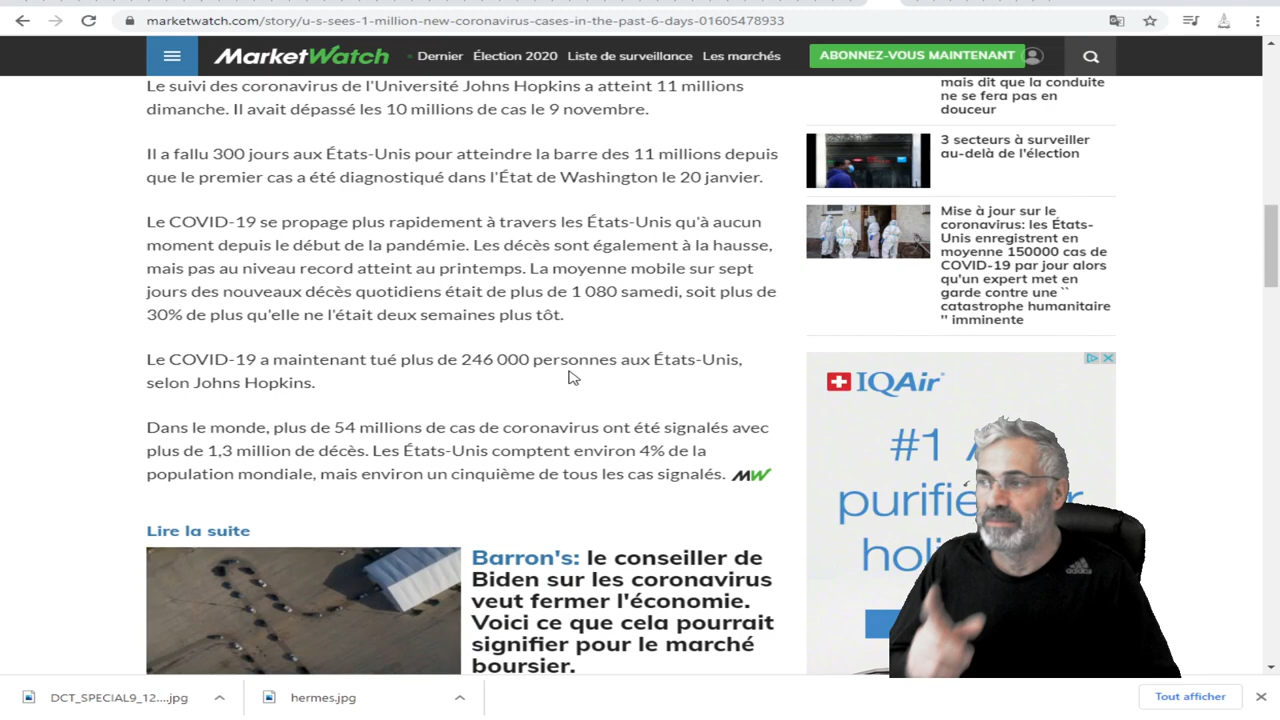 marketwatch.com/story/u-s-sees-1-million-new-coronavirus-cases-in-the-past-6-days-01605478933
MarketWatch
Dernier Élection 2020 Liste de surveillance Les marchés
ABONNEZ-VOUS MAINTENANT
Le suivi des coronavirus de l'Université Johns Hopkins a atteint 11 millions
dimanche. Il avait dépassé les 10 millions de cas le 9 novembre.
Il a fallu 300 jours aux États-Unis pour atteindre la barre des 11 millions depuis
que le premier cas a été diagnostiqué dans l'État de Washington le 20 janvier.
Le COVID-19 se propage plus rapidement à travers les États-Unis qu'à aucun
moment depuis le début de la pandémie. Les décès sont également à la hausse,
mais pas au niveau record atteint au printemps. La moyenne mobile sur sept
jours des nouveaux décès quotidiens était de plus de 1 080 samedi, soit plus de
30% de plus qu'elle ne l'était deux semaines plus tôt.
Le COVID-19 a maintenant tué plus de 246 000 personnes aux États-Unis,
selon Johns Hopkins.
Dans le monde, plus de 54 millions de cas de coronavirus ont été signalés avec
plus de 1,3 million de décès. Les États-Unis comptent environ 4% de la
population mondiale, mais environ un cinquième de tous les cas signalés. MW
Lire la suite
Barron's: le conseiller de
Biden sur les coronavirus
veut fermer l'économie.
Voici ce que cela pourrait
signifier pour le marché
boursier.
mais dit que la conduite
ne se fera pas en
douceur
3 secteurs à surveiller
au-delà de l'élection
Mise à jour sur le
coronavirus: les États-
Unis enregistrent en
moyenne 150000 cas de
COVID-19 par jour alors
qu'un expert met en
garde contre une ``
catastrophe humanitaire
'' imminente
IQAir
#1
adidas
DCT_SPECIAL9_12....jpg
hermes.jpg
Tout afficher